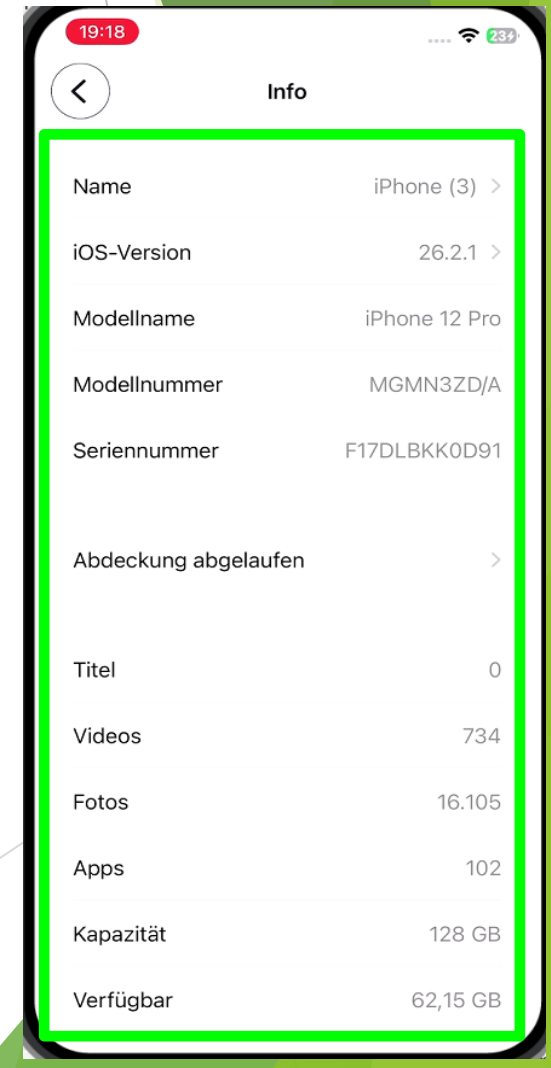 19:18
23
Info
Name iPhone (3)
iOS-Version 26.2.1
Modellname iPhone 12 Pro
Modellnummer MGMN3ZD/A
Seriennummer F17DLBKK0D91
Abdeckung abgelaufen
Titel 0
Videos 734
Fotos 16.105
Apps 102
Kapazität 128 GB
Verfügbar 62,15 GB